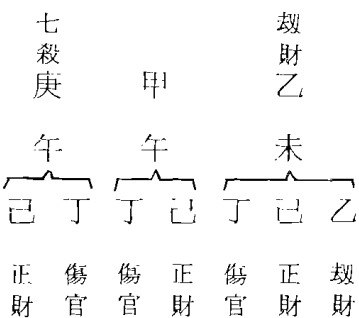 七殺 劫財
庚 甲 乙
午 午 未
己 丁 丁 己 丁 己 乙
正財 傷官 傷官 正財 傷官 正財 劫財